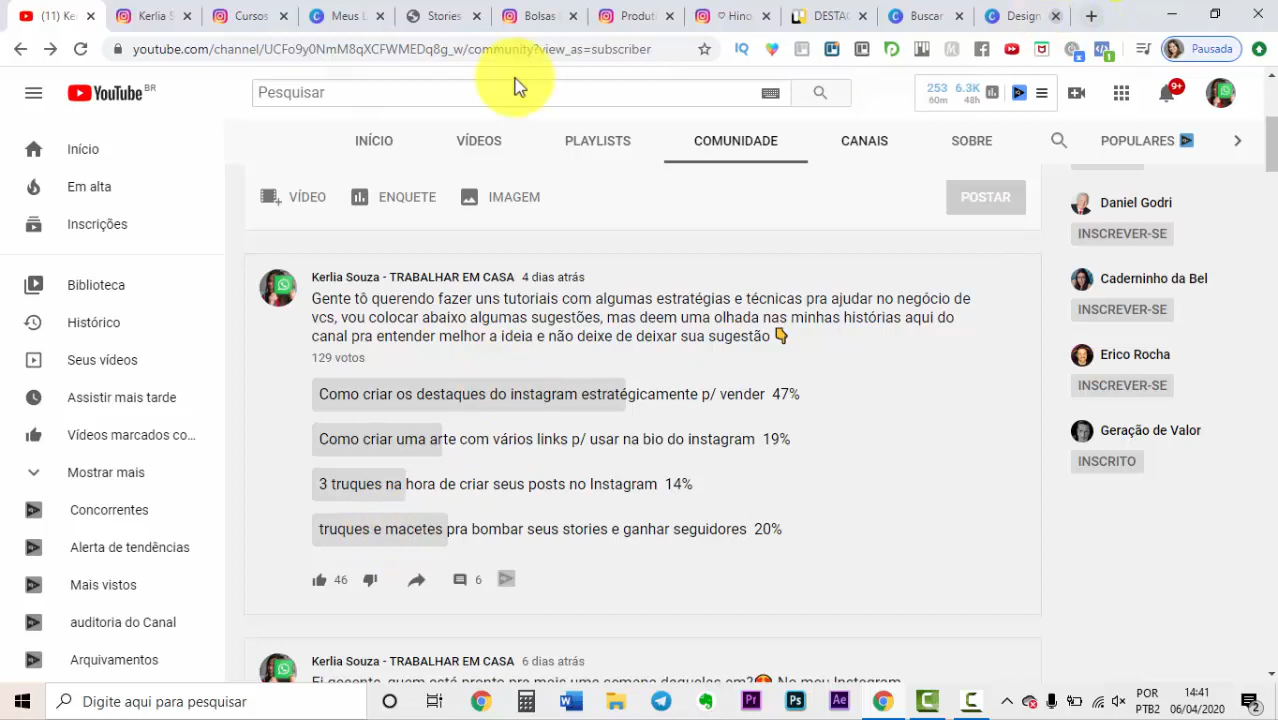 (11) K
Kerlia S
Cursos
Meus L
Stories
Bolsas
Produt
Hino
DESTAC
Buscar
Design
youtube.com/channel/UCFo9y0NmM8qXCFWMEDq8g_w/community?view_as=subscriber
Pausada
YouTube BR
Pesquisar
253 6.3K
60m 48h
9+
INÍCIO
VÍDEOS
PLAYLISTS
COMUNIDADE
CANAIS
SOBRE
POPULARES
Início
Em alta
Inscrições
Biblioteca
Histórico
Seus vídeos
Assistir mais tarde
Vídeos marcados co...
Mostrar mais
Concorrentes
Alerta de tendências
Mais vistos
auditoria do Canal
Arquivamentos
VÍDEO
ENQUETE
IMAGEM
POSTAR
Kerlia Souza - TRABALHAR EM CASA 4 dias atrás
Gente tô querendo fazer uns tutoriais com algumas estratégias e técnicas pra ajudar no negócio de
vcs, vou colocar abaixo algumas sugestões, mas deem uma olhada nas minhas histórias aqui do
canal pra entender melhor a ideia e não deixe de deixar sua sugestão 👇
129 votos
Como criar os destaques do instagram estratégicamente p/ vender 47%
Como criar uma arte com vários links p/ usar na bio do instagram 19%
3 truques na hora de criar seus posts no Instagram 14%
truques e macetes pra bombar seus stories e ganhar seguidores 20%
46
6
Kerlia Souza - TRABALHAR EM CASA 6 dias atrás
Daniel Godri
INSCREVER-SE
Caderninho da Bel
INSCREVER-SE
Erico Rocha
INSCREVER-SE
Geração de Valor
INSCRITO
Digite aqui para pesquisar
POR
PTB2
14:41
06/04/2020